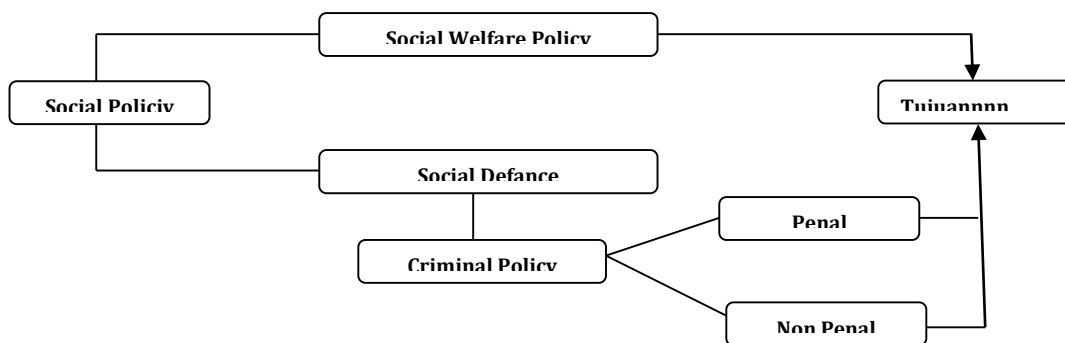 Social Welfare Policy
Social Policiy
Tujuannnn
Social Defance
Penal
Criminal Policy
Non Penal